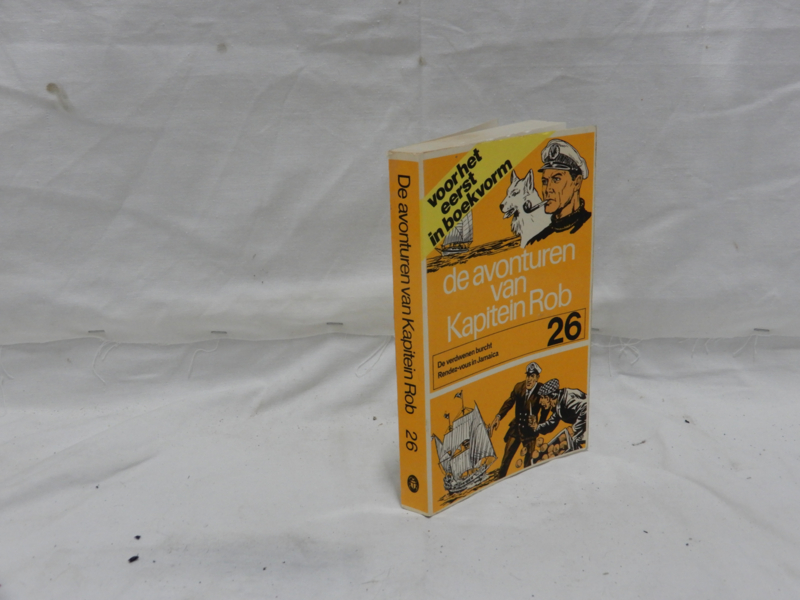 De avonturen van Kapitein Rob 26
voor het
eerst
in boekvorm
de avonturen
van
Kapitein Rob
26
De verdwenen burcht
Rendez-vous in Jamaica